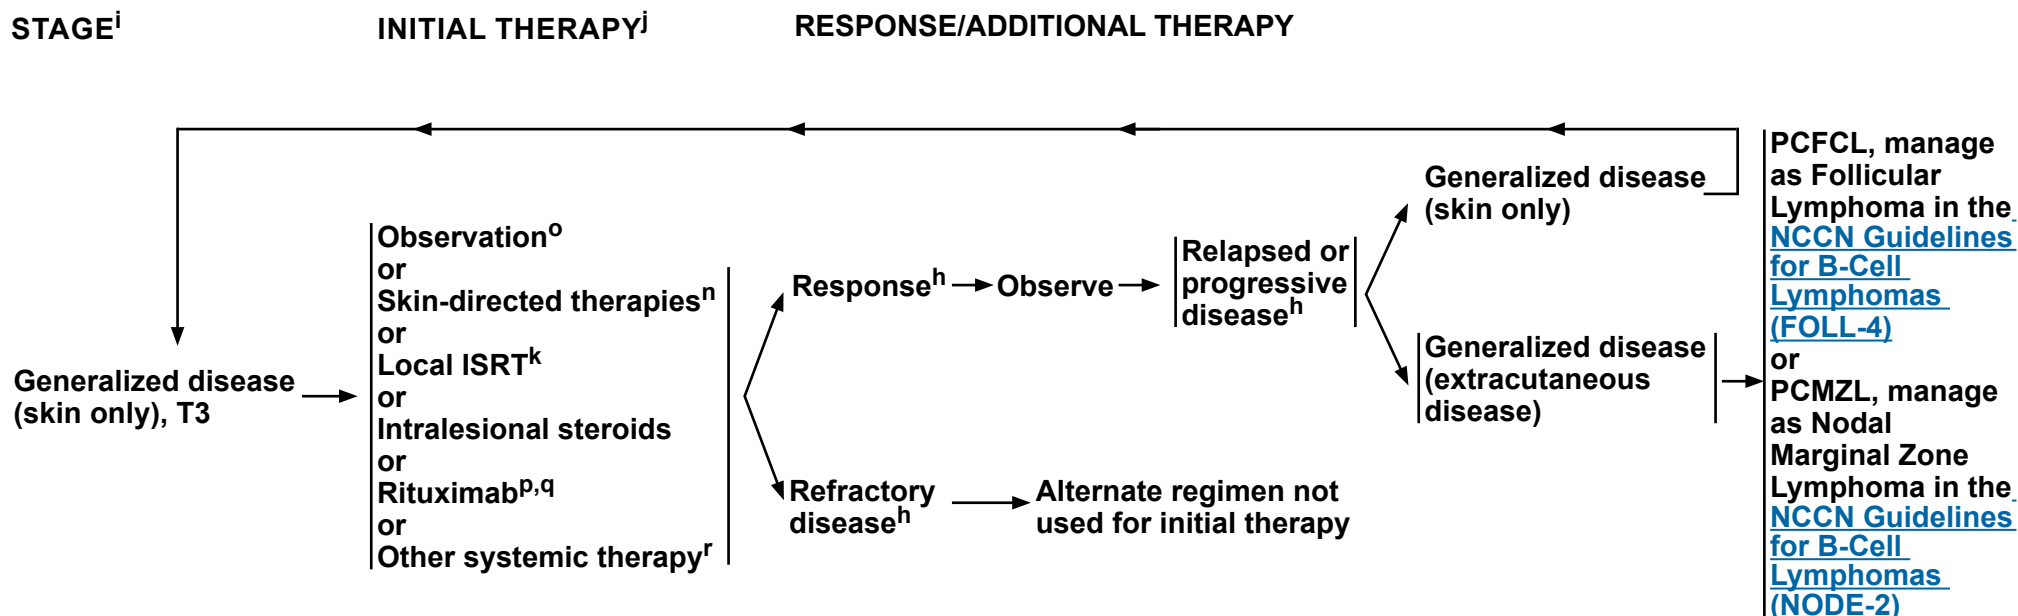 STAGEⁱ
INITIAL THERAPYʲ
RESPONSE/ADDITIONAL THERAPY
Generalized disease
(skin only), T3
Observationᵒ
or
Skin-directed therapiesⁿ
or
Local ISRTᵏ
or
Intralesional steroids
or
Rituximabᵖ,q
or
Other systemic therapyʳ
Responseʰ
Observe
Relapsed or
progressive
diseaseʰ
Refractory
diseaseʰ
Alternate regimen not
used for initial therapy
Generalized disease
(skin only)
Generalized disease
(extracutaneous
disease)
PCFCL, manage
as Follicular
Lymphoma in the
NCCN Guidelines
for B-Cell
Lymphomas
(FOLL-4)
or
PCMZL, manage
as Nodal
Marginal Zone
Lymphoma in the
NCCN Guidelines
for B-Cell
Lymphomas
(NODE-2)